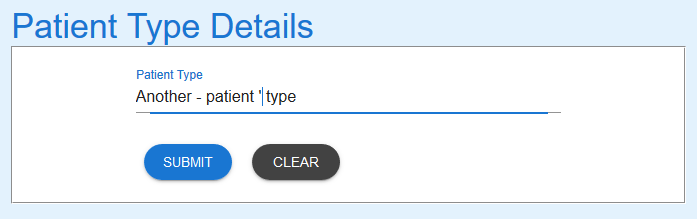 Patient Type Details
Patient Type
Another - patient ' type
SUBMIT
CLEAR